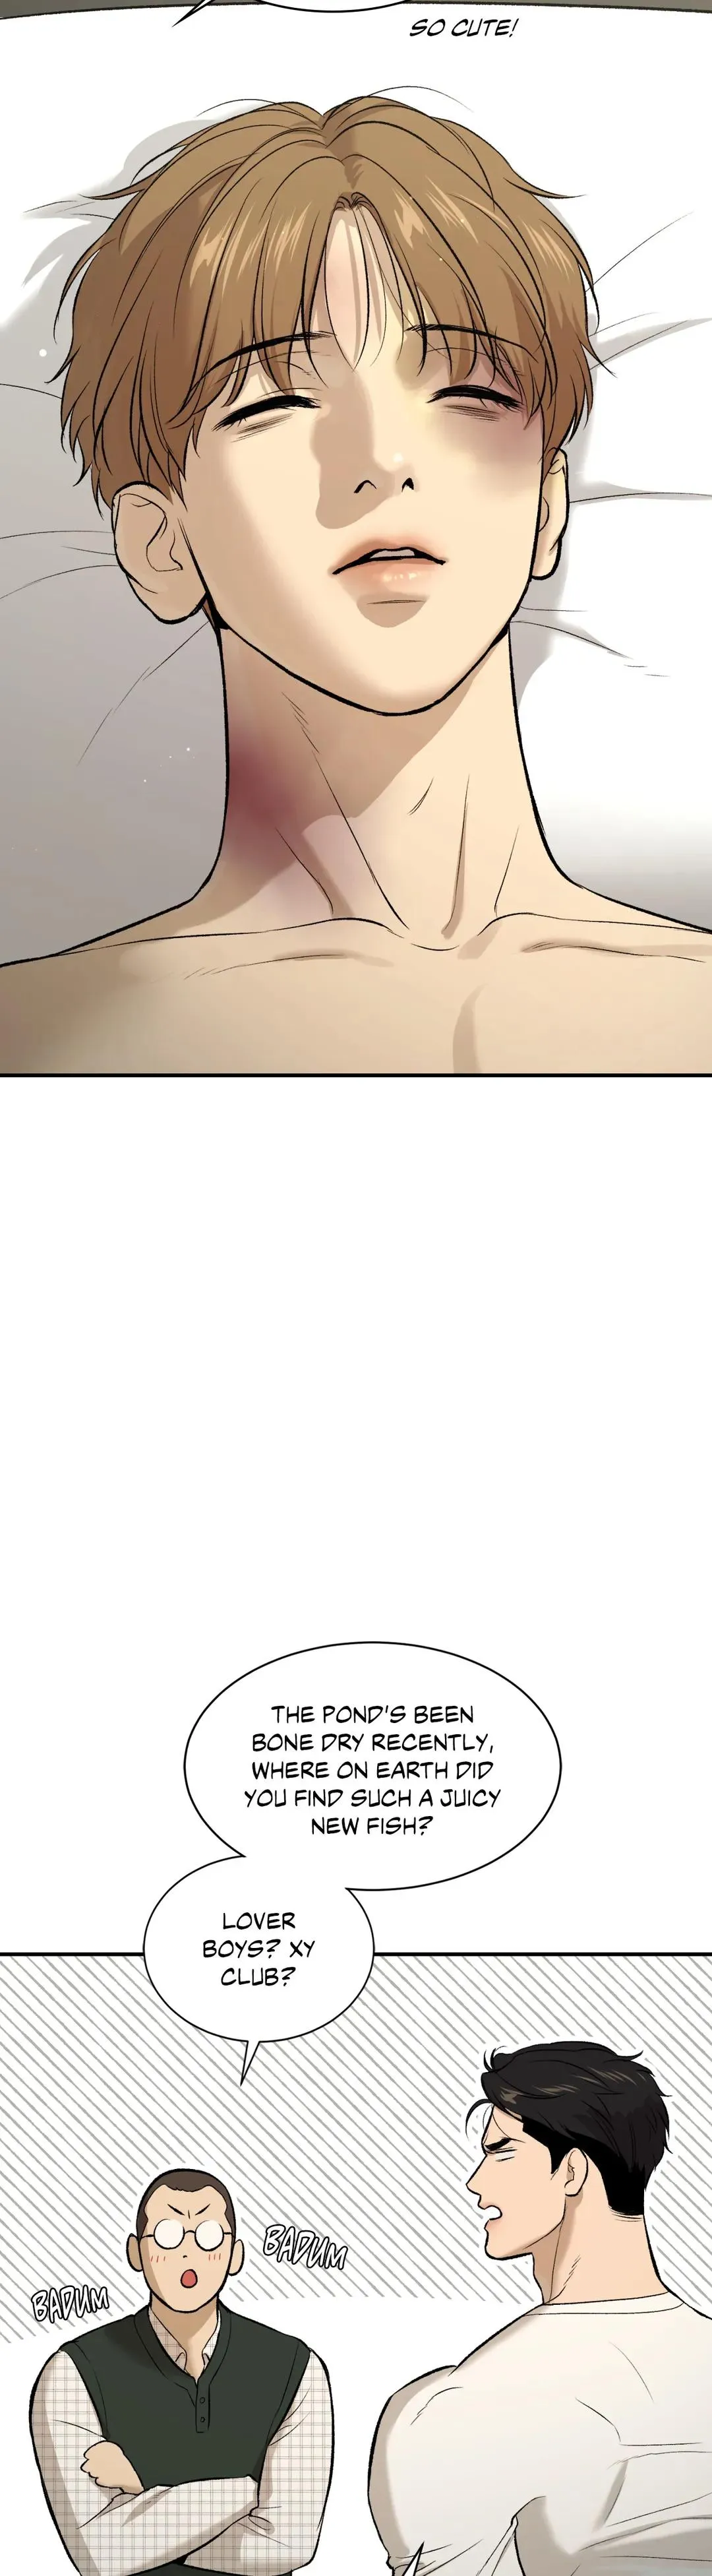 SO CUTE!
THE POND'S BEEN
BONE DRY RECENTLY,
WHERE ON EARTH DID
YOU FIND SUCH A JUICY
NEW FISH?
LOVER
BOYS? XY
CLUB?
BADUM
BADUM